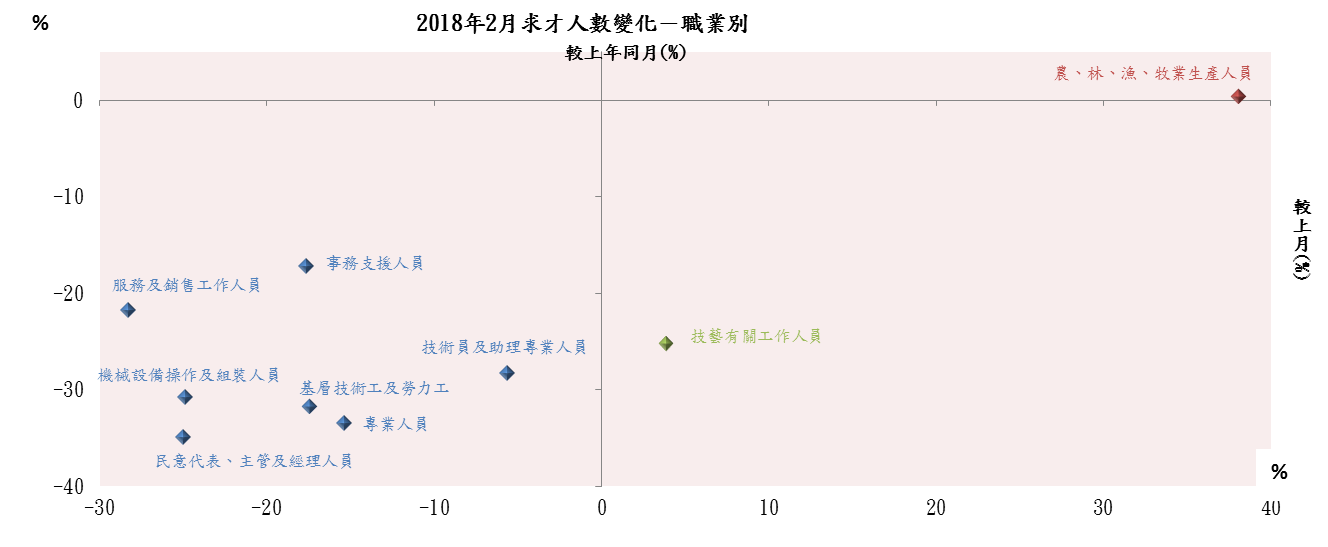 2018年2月求才人數變化－職業別
%
較上年同月(%)
農、林、漁、牧業生產人員
0
-10
較上月(%)
事務支援人員
服務及銷售工作人員
-20
技藝有關工作人員
技術員及助理專業人員
機械設備操作及組裝人員
基層技術工及勞力工
-30
專業人員
民意代表、主管及經理人員
%
-40
-30 -20 -10 0 10 20 30 40